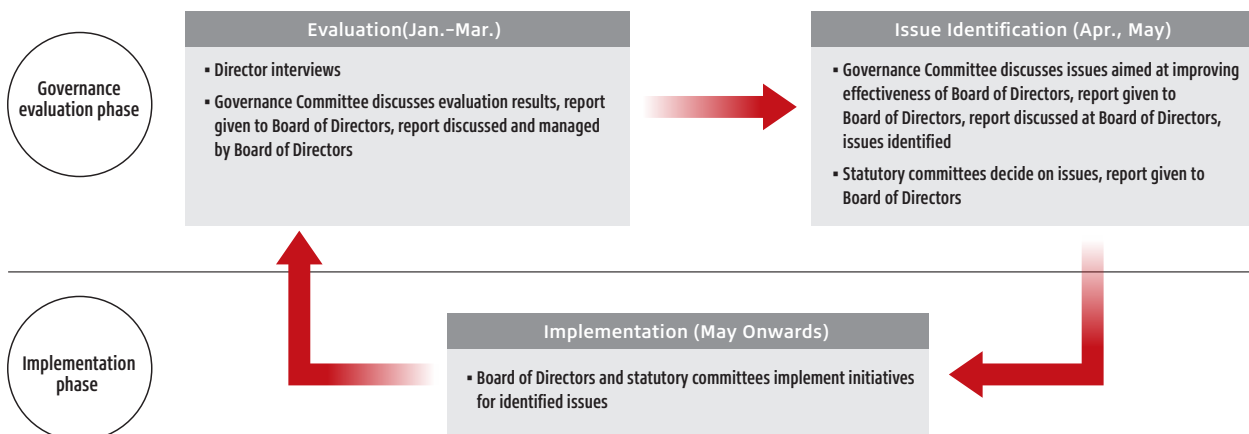 Governance
evaluation phase
Evaluation(Jan.–Mar.)
▪ Director interviews
▪ Governance Committee discusses evaluation results, report
given to Board of Directors, report discussed and managed
by Board of Directors
Issue Identification (Apr., May)
▪ Governance Committee discusses issues aimed at improving
effectiveness of Board of Directors, report given to
Board of Directors, report discussed at Board of Directors,
issues identified
▪ Statutory committees decide on issues, report given to
Board of Directors
Implementation
phase
Implementation (May Onwards)
▪ Board of Directors and statutory committees implement initiatives
for identified issues